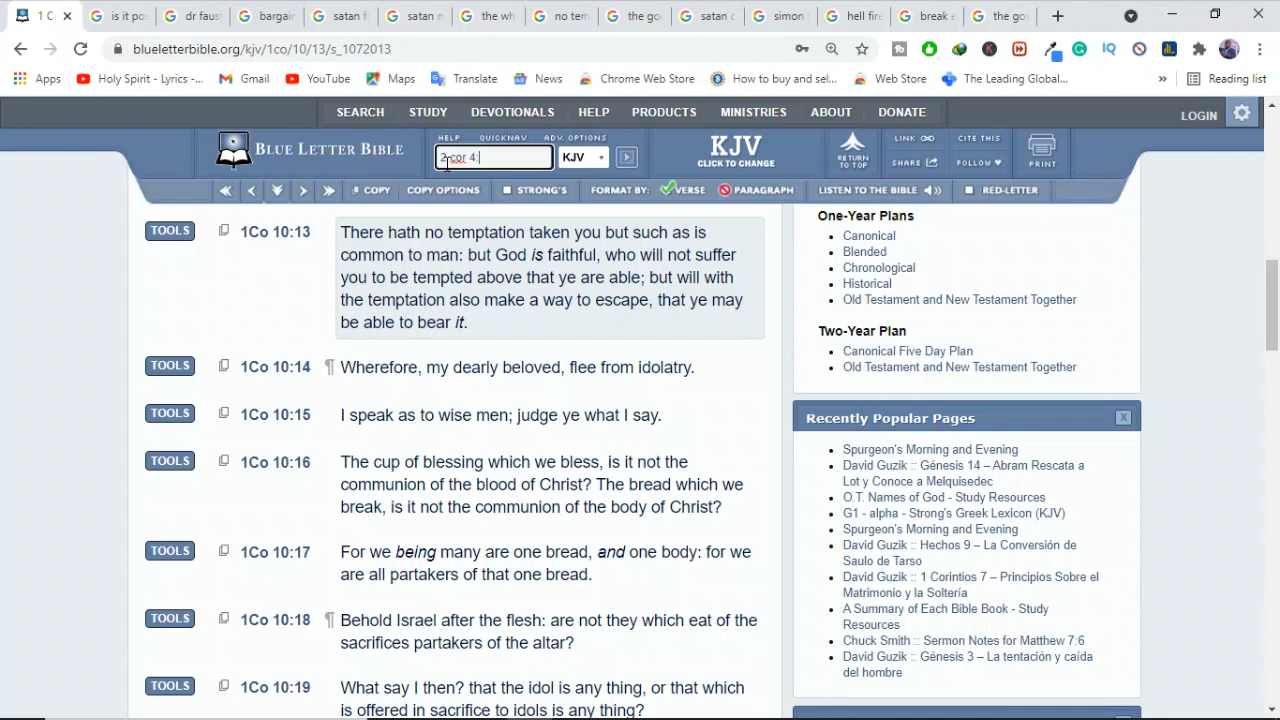 1 C
is it pos
dr faust
bargain
satan f
satan m
the wh
no tem
the go
satan c
simon
hell fire
break e
the gos
blueletterbible.org/kjv/1co/10/13/s_1072013
Apps
Holy Spirit - Lyrics -...
Gmail
YouTube
Maps
Translate
News
Chrome Web Store
How to buy and sel...
Web Store
The Leading Global...
»
Reading list
SEARCH
STUDY
DEVOTIONALS
HELP
PRODUCTS
MINISTRIES
ABOUT
DONATE
LOGIN
BLUE LETTER BIBLE
HELP
QUICKNAV
ADV. OPTIONS
2 cor 4:
KJV
KJV
CLICK TO CHANGE
RETURN
TO TOP
LINK
CITE THIS
SHARE
FOLLOW
PRINT
COPY
COPY OPTIONS
STRONG'S
FORMAT BY:
VERSE
PARAGRAPH
LISTEN TO THE BIBLE
RED-LETTER
TOOLS
1Co 10:13
There hath no temptation taken you but such as is
common to man: but God is faithful, who will not suffer
you to be tempted above that ye are able; but will with
the temptation also make a way to escape, that ye may
be able to bear it.
TOOLS
1Co 10:14
¶ Wherefore, my dearly beloved, flee from idolatry.
TOOLS
1Co 10:15
I speak as to wise men; judge ye what I say.
TOOLS
1Co 10:16
The cup of blessing which we bless, is it not the
communion of the blood of Christ? The bread which we
break, is it not the communion of the body of Christ?
TOOLS
1Co 10:17
For we being many are one bread, and one body: for we
are all partakers of that one bread.
TOOLS
1Co 10:18
¶ Behold Israel after the flesh: are not they which eat of the
sacrifices partakers of the altar?
TOOLS
1Co 10:19
What say I then? that the idol is any thing, or that which
is offered in sacrifice to idols is any thing?
One-Year Plans
Canonical
Blended
Chronological
Historical
Old Testament and New Testament Together
Two-Year Plan
Canonical Five Day Plan
Old Testament and New Testament Together
Recently Popular Pages
X
Spurgeon's Morning and Evening
David Guzik :: Génesis 14 – Abram Rescata a
Lot y Conoce a Melquisedec
O.T. Names of God - Study Resources
G1 - alpha - Strong's Greek Lexicon (KJV)
Spurgeon's Morning and Evening
David Guzik :: Hechos 9 – La Conversión de
Saulo de Tarso
David Guzik :: 1 Corintios 7 – Principios Sobre el
Matrimonio y la Soltería
A Summary of Each Bible Book - Study
Resources
Chuck Smith :: Sermon Notes for Matthew 7:6
David Guzik :: Génesis 3 – La tentación y caída
del hombre